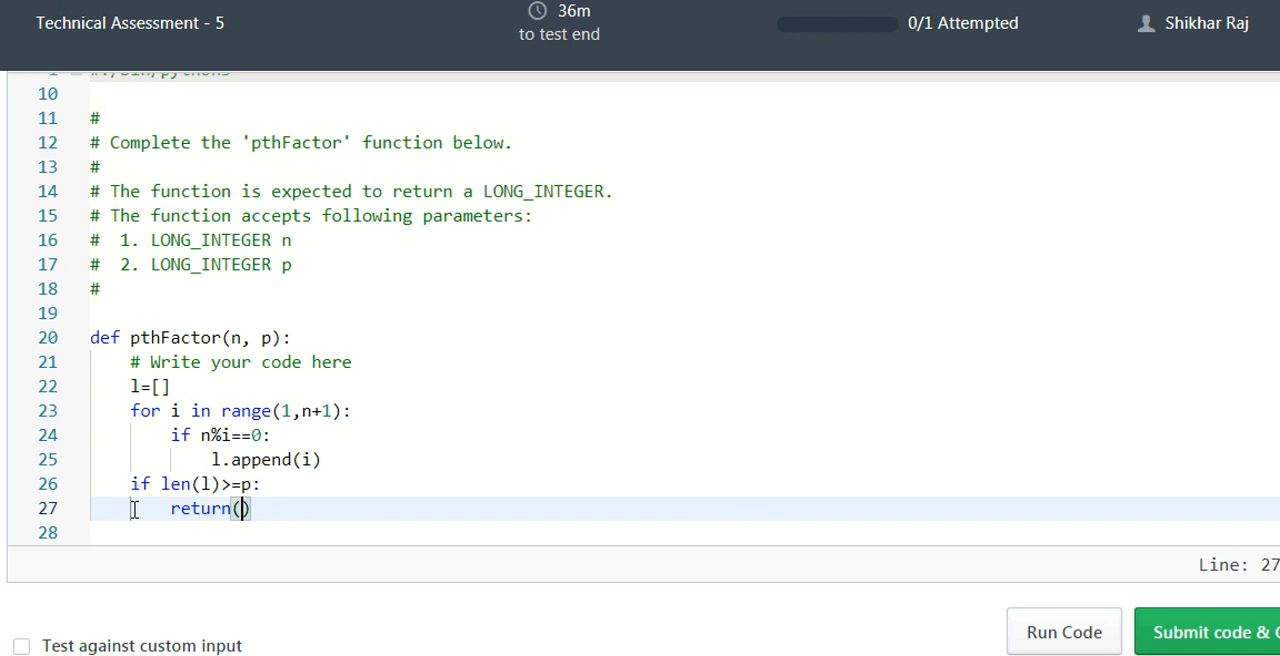 Technical Assessment - 5
36m
to test end
0/1 Attempted
Shikhar Raj
10
11 #
12 # Complete the 'pthFactor' function below.
13 #
14 # The function is expected to return a LONG_INTEGER.
15 # The function accepts following parameters:
16 #  1. LONG_INTEGER n
17 #  2. LONG_INTEGER p
18 #
19
20 def pthFactor(n, p):
21     # Write your code here
22     l=[]
23     for i in range(1,n+1):
24         if n%i==0:
25             l.append(i)
26     if len(l)>=p:
27         return()
28
Line: 27
Test against custom input
Run Code
Submit code &